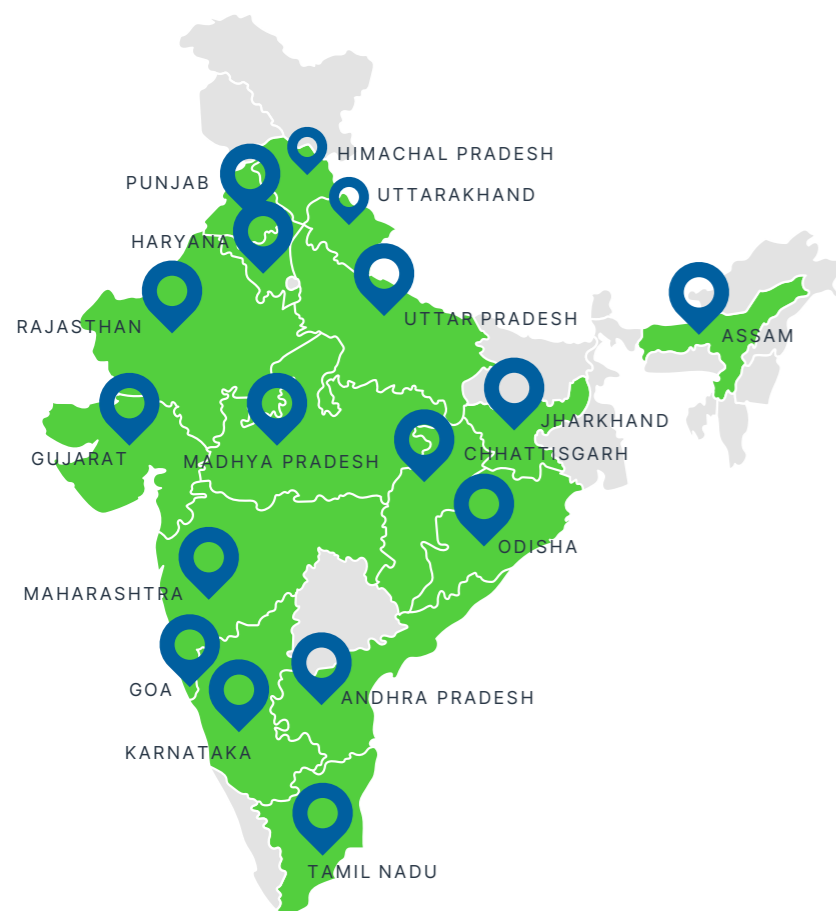 HIMACHAL PRADESH
PUNJAB
UTTARAKHAND
HARYANA
RAJASTHAN
UTTAR PRADESH
ASSAM
JHARKHAND
GUJARAT
MADHYA PRADESH
CHHATTISGARH
ODISHA
MAHARASHTRA
GOA
ANDHRA PRADESH
KARNATAKA
TAMIL NADU